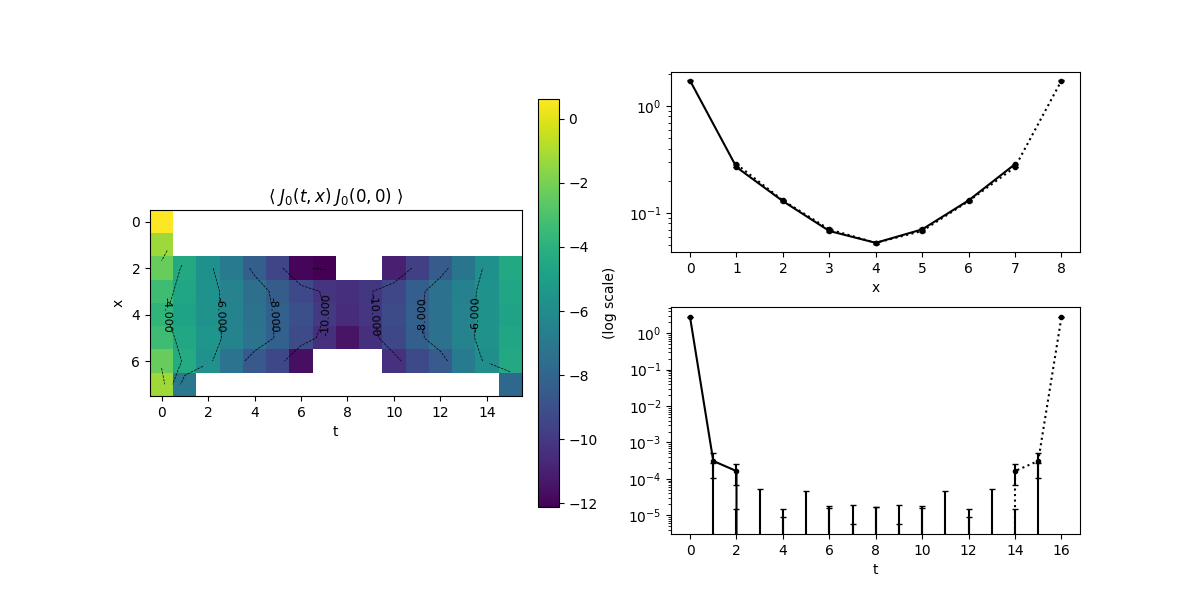 ⟨ J₀(t, x) J₀(0, 0) ⟩
x
0
2
4
6
-4.000
-6.000
-8.000
-10.000
-10.000
-8.000
-6.000
0 2 4 6 8 10 12 14
t
0
−2
−4
−6
−8
−10
−12
(log scale)
10⁰
10⁻¹
0 1 2 3 4 5 6 7 8
x
10⁰
10⁻¹
10⁻²
10⁻³
10⁻⁴
10⁻⁵
0 2 4 6 8 10 12 14 16
t